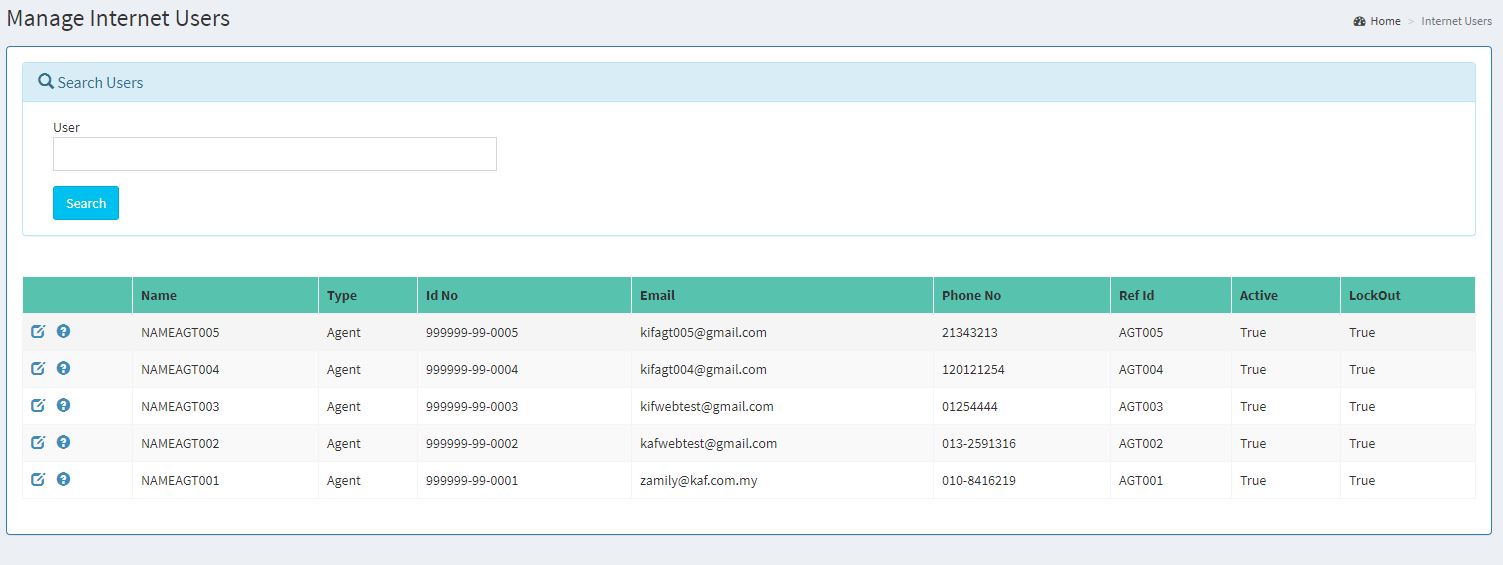 Manage Internet Users
Home > Internet Users
Search Users
User
Search
Name Type Id No Email Phone No Ref Id Active LockOut
NAMEAGT005 Agent 999999-99-0005 kifagt005@gmail.com 21343213 AGT005 True True
NAMEAGT004 Agent 999999-99-0004 kifagt004@gmail.com 120121254 AGT004 True True
NAMEAGT003 Agent 999999-99-0003 kifwebtest@gmail.com 01254444 AGT003 True True
NAMEAGT002 Agent 999999-99-0002 kafwebtest@gmail.com 013-2591316 AGT002 True True
NAMEAGT001 Agent 999999-99-0001 zamily@kaf.com.my 010-8416219 AGT001 True True